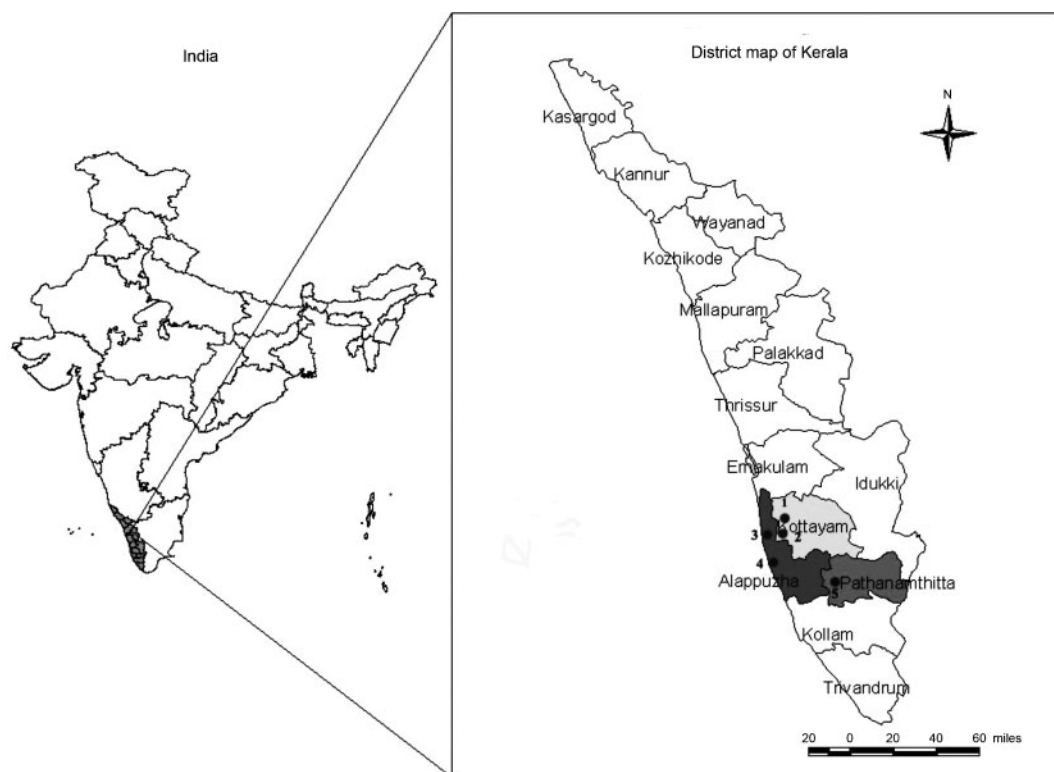 India
District map of Kerala
N
Kasargod
Kannur
Wayanad
Kozhikode
Mallapuram
Palakkad
Thrissur
Ernakulam
Idukki
1
Kottayam
2
3
4
Alappuzha
Pathanamthitta
5
Kollam
Trivandrum
20 0 20 40 60 miles